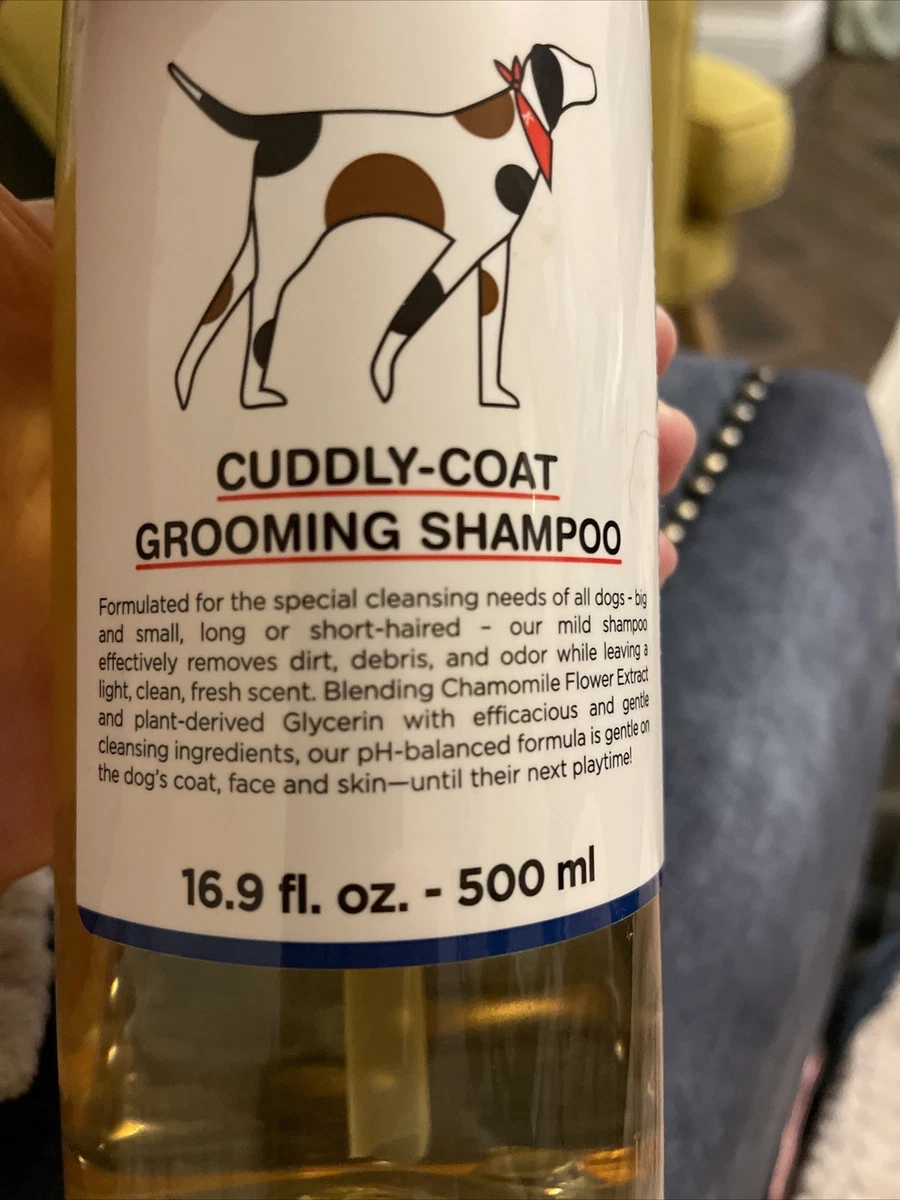 CUDDLY-COAT
GROOMING SHAMPOO
Formulated for the special cleansing needs of all dogs - big
and small, long or short-haired - our mild shampoo
effectively removes dirt, debris, and odor while leaving a
light, clean, fresh scent. Blending Chamomile Flower Extract
and plant-derived Glycerin with efficacious and gentle
cleansing ingredients, our pH-balanced formula is gentle on
the dog's coat, face and skin—until their next playtime!
16.9 fl. oz. - 500 ml